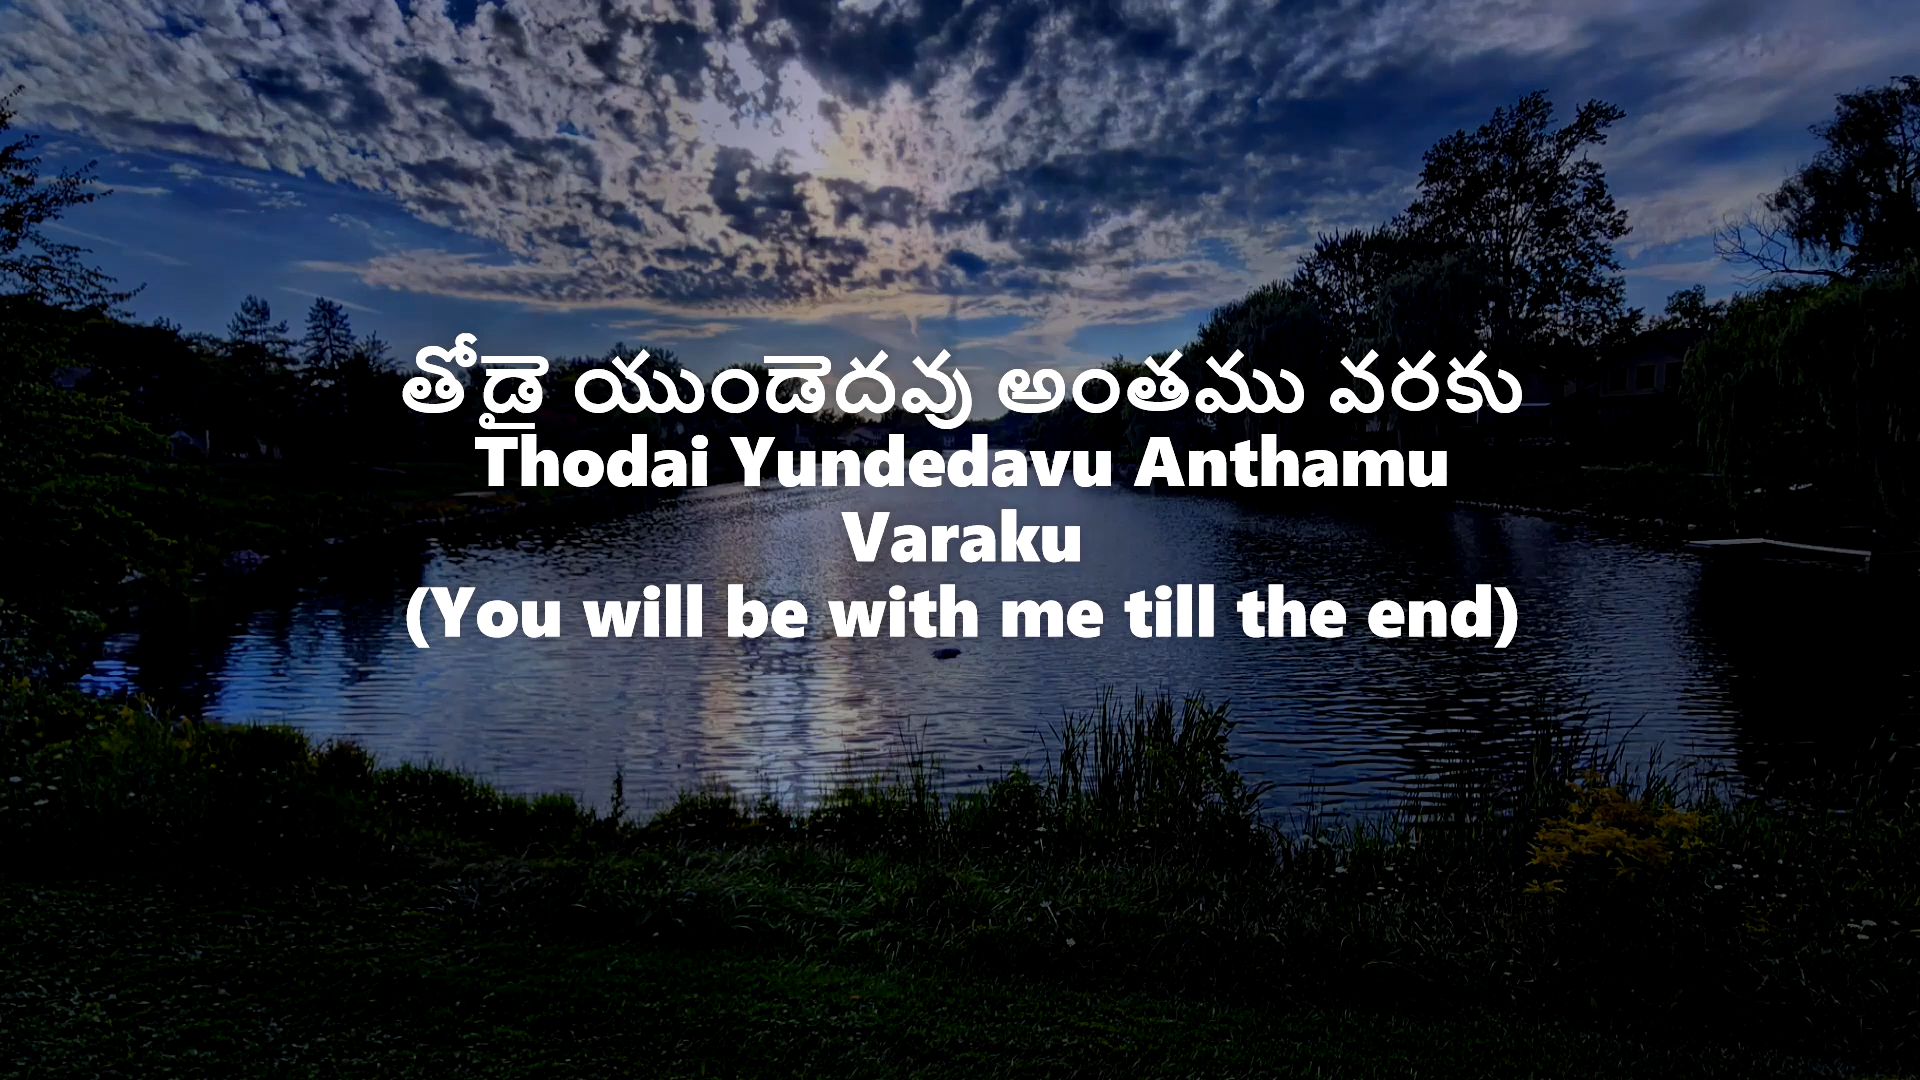 తోడై యుండెదవు అంతము వరకు
Thodai Yundedavu Anthamu
Varaku
(You will be with me till the end)